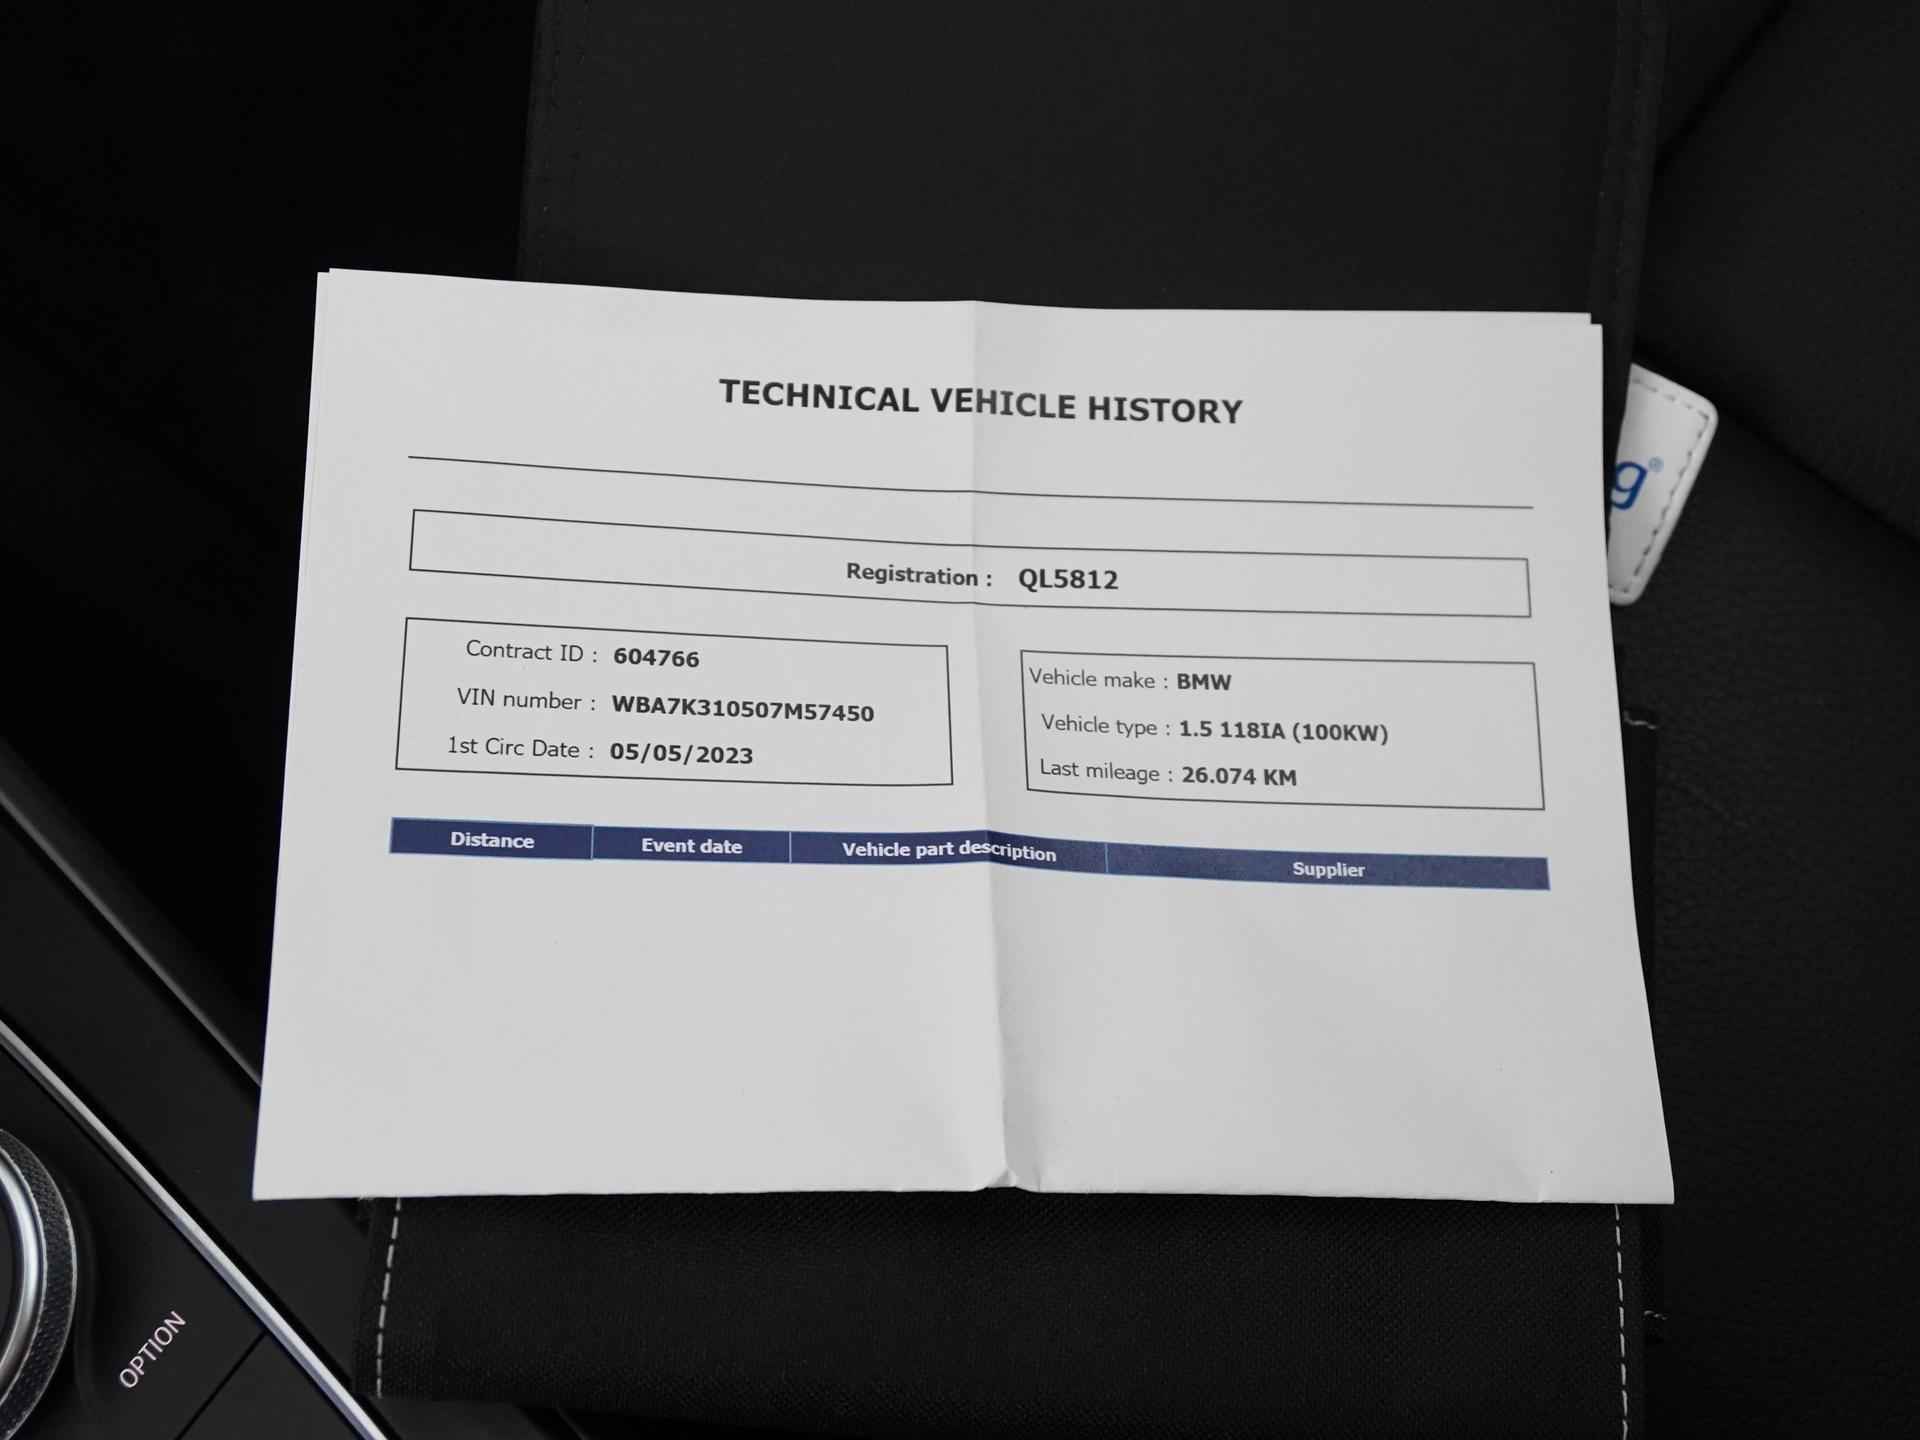 TECHNICAL VEHICLE HISTORY
Registration : QL5812
Contract ID : 604766
VIN number : WBA7K310507M57450
1st Circ Date : 05/05/2023
Vehicle make : BMW
Vehicle type : 1.5 118IA (100KW)
Last mileage : 26.074 KM
Distance Event date Vehicle part description Supplier
g®
OPTION